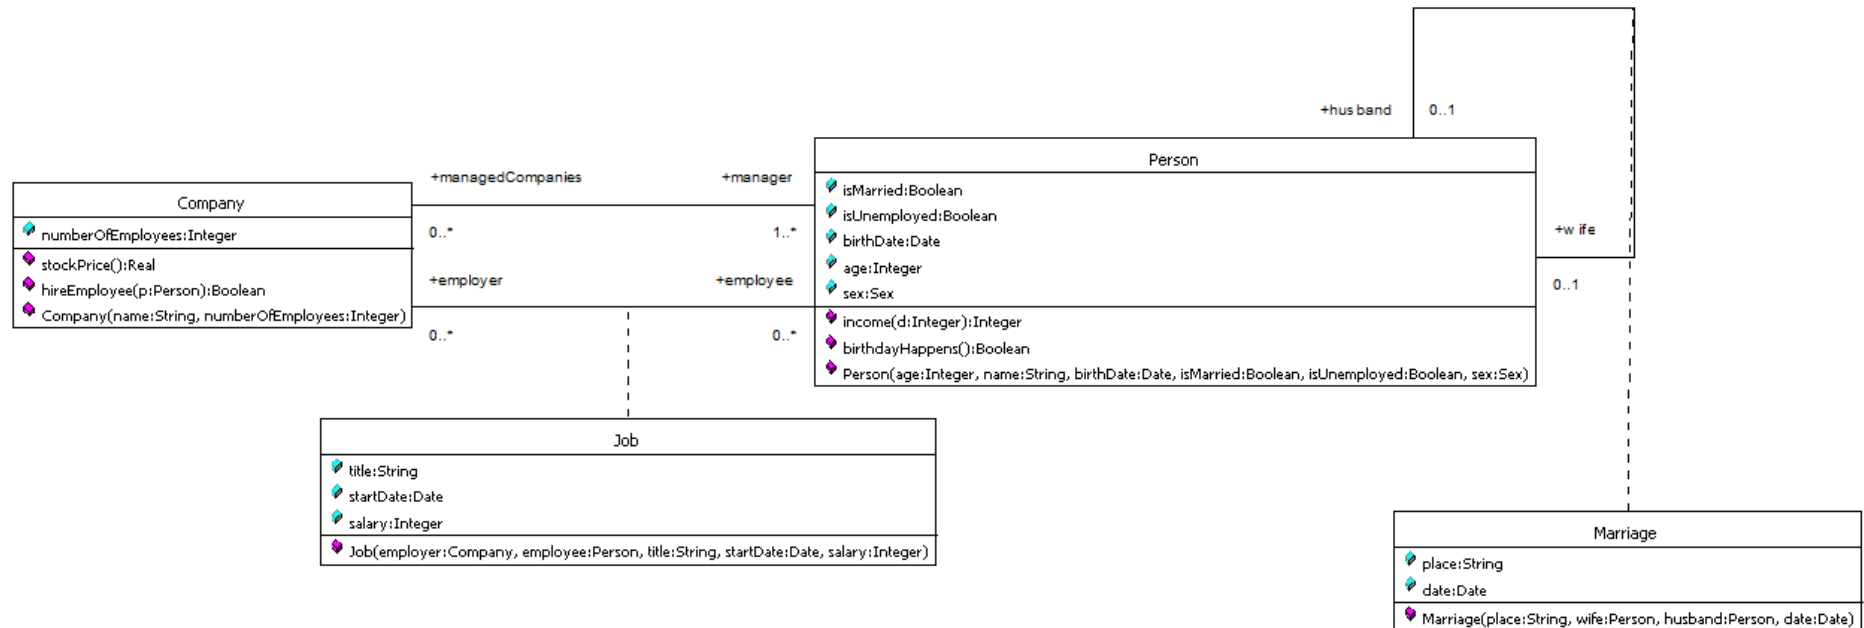 +husband
0..1
Person
+managedCompanies
+manager
Company
isMarried:Boolean
isUnemployed:Boolean
numberOfEmployees:Integer
0..*
1..*
+wife
birthDate:Date
stockPrice():Real
age:Integer
hireEmployee(p:Person):Boolean
+employer
+employee
0..1
sex:Sex
Company(name:String, numberOfEmployees:Integer)
income(d:Integer):Integer
0..*
0..*
birthdayHappens():Boolean
Person(age:Integer, name:String, birthDate:Date, isMarried:Boolean, isUnemployed:Boolean, sex:Sex)
Job
title:String
startDate:Date
salary:Integer
Job(employer:Company, employee:Person, title:String, startDate:Date, salary:Integer)
Marriage
place:String
date:Date
Marriage(place:String, wife:Person, husband:Person, date:Date)